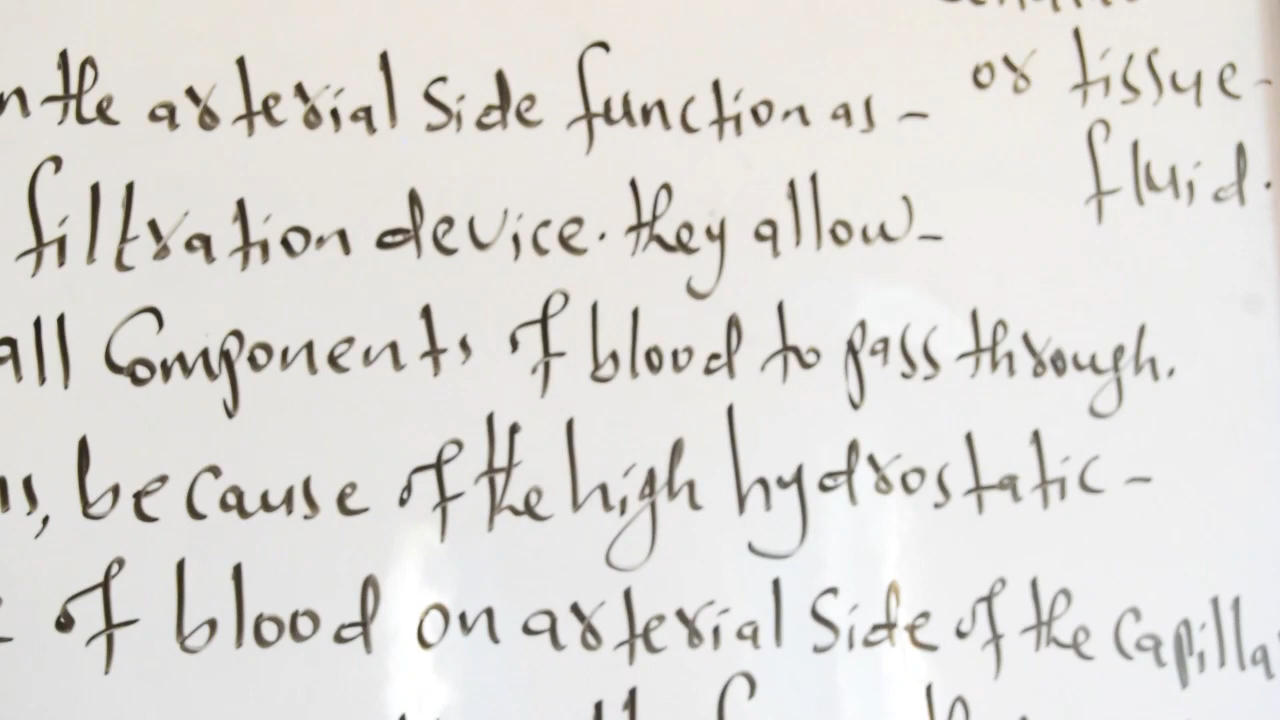 the arterial side function as -
filtration device. they allow -
all Components of blood to pass through.
because of the high hydrostatic -
of blood on arterial side of the
or tissue -
fluid.